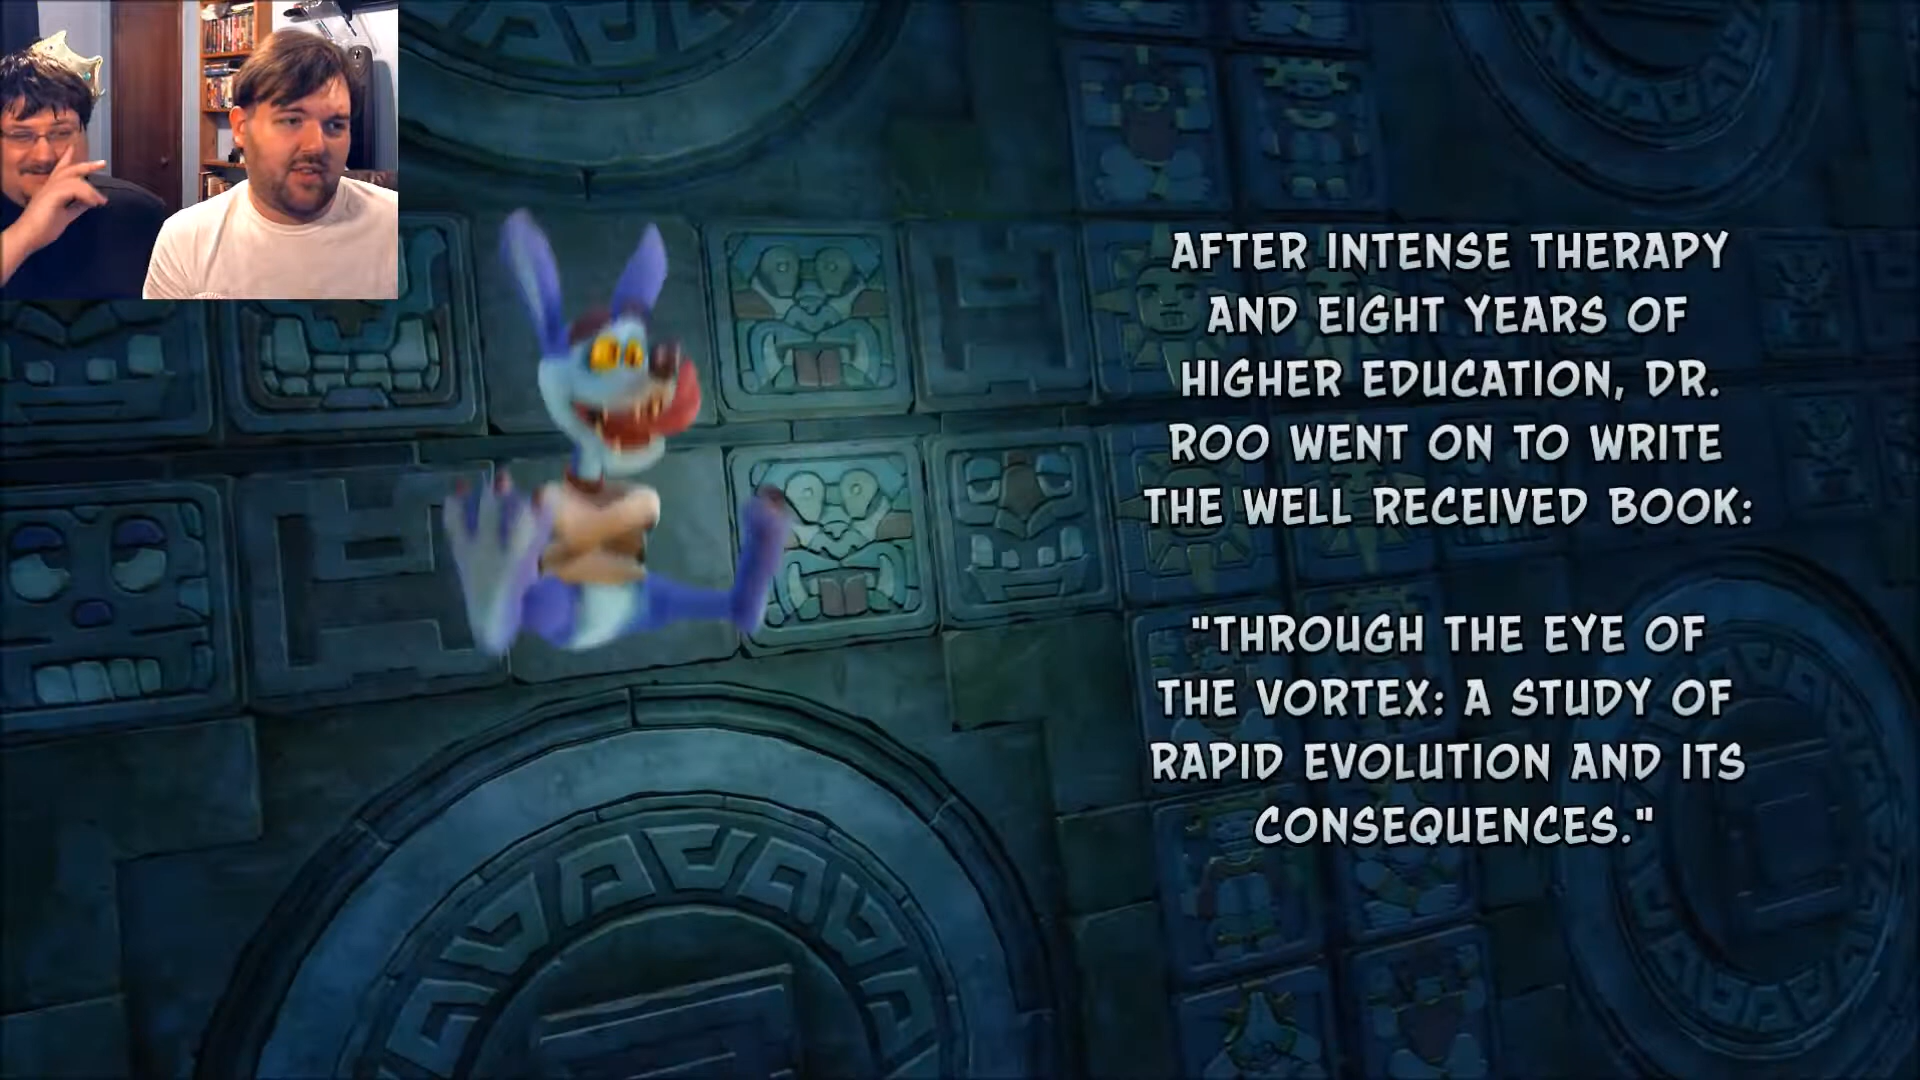 AFTER INTENSE THERAPY
AND EIGHT YEARS OF
HIGHER EDUCATION, DR.
ROO WENT ON TO WRITE
THE WELL RECEIVED BOOK:
"THROUGH THE EYE OF
THE VORTEX: A STUDY OF
RAPID EVOLUTION AND ITS
CONSEQUENCES."